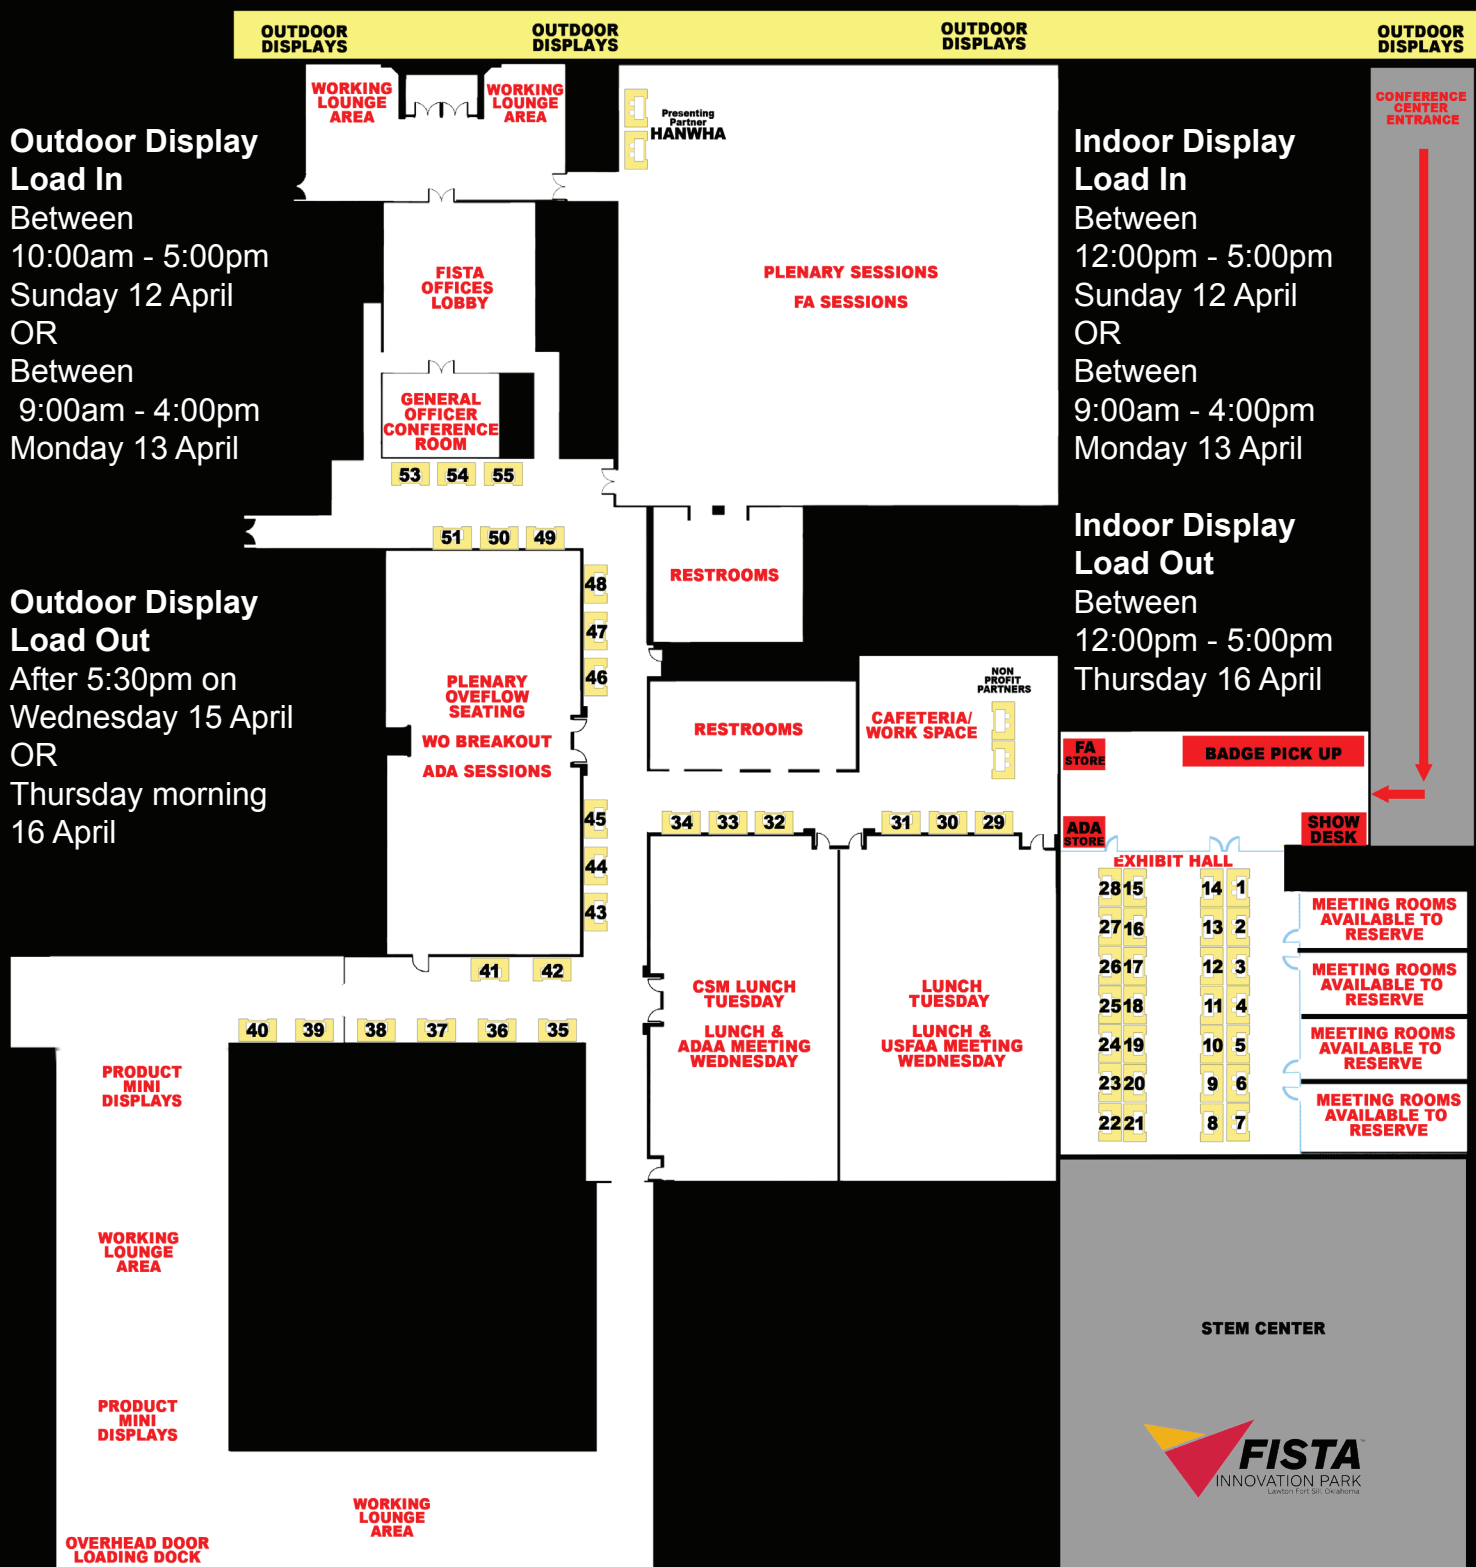 OUTDOOR
DISPLAYS
OUTDOOR
DISPLAYS
OUTDOOR
DISPLAYS
OUTDOOR
DISPLAYS
WORKING
LOUNGE
AREA
WORKING
LOUNGE
AREA
Presenting
Partner
HANWHA
CONFERENCE
CENTER
ENTRANCE
Outdoor Display
Load In
Between
10:00am - 5:00pm
Sunday 12 April
OR
Between
9:00am - 4:00pm
Monday 13 April
Indoor Display
Load In
Between
12:00pm - 5:00pm
Sunday 12 April
OR
Between
9:00am - 4:00pm
Monday 13 April
FISTA
OFFICES
LOBBY
PLENARY SESSIONS
FA SESSIONS
GENERAL
OFFICER
CONFERENCE
ROOM
53 54 55
51 50 49
Indoor Display
Load Out
Between
12:00pm - 5:00pm
Thursday 16 April
Outdoor Display
Load Out
After 5:30pm on
Wednesday 15 April
OR
Thursday morning
16 April
RESTROOMS
48
47
46
PLENARY
OVEFLOW
SEATING
WO BREAKOUT
ADA SESSIONS
RESTROOMS
CAFETERIA/
WORK SPACE
NON
PROFIT
PARTNERS
FA
STORE
BADGE PICK UP
ADA
STORE
SHOW
DESK
45
44
43
34 33 32
31 30 29
EXHIBIT HALL
28 15 14 1
27 16 13 2
26 17 12 3
25 18 11 4
24 19 10 5
23 20 9 6
22 21 8 7
MEETING ROOMS
AVAILABLE TO
RESERVE
MEETING ROOMS
AVAILABLE TO
RESERVE
MEETING ROOMS
AVAILABLE TO
RESERVE
MEETING ROOMS
AVAILABLE TO
RESERVE
41 42
40 39 38 37 36 35
CSM LUNCH
TUESDAY
LUNCH &
ADAA MEETING
WEDNESDAY
LUNCH
TUESDAY
LUNCH &
USFAA MEETING
WEDNESDAY
PRODUCT
MINI
DISPLAYS
WORKING
LOUNGE
AREA
PRODUCT
MINI
DISPLAYS
WORKING
LOUNGE
AREA
OVERHEAD DOOR
LOADING DOCK
STEM CENTER
FISTA™
INNOVATION PARK
Lawton Fort Sill, Oklahoma